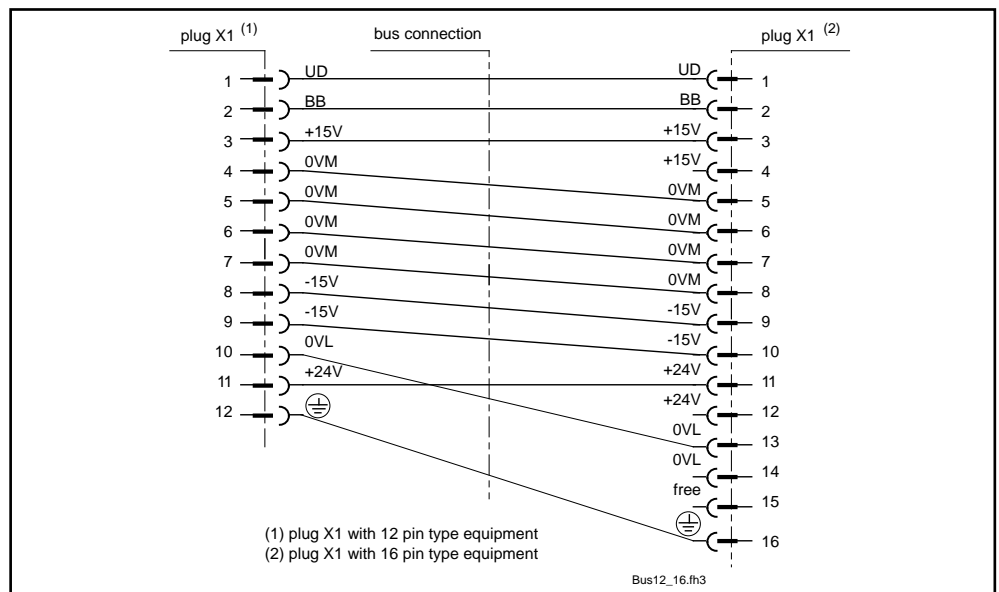 plug X1 (1) bus connection plug X1 (2)
1 UD UD 1
2 BB BB 2
3 +15V +15V 3
+15V 4
4 0VM 0VM 5
5 0VM 0VM 6
6 0VM 0VM 7
7 0VM 0VM 8
8 -15V -15V 9
9 -15V -15V 10
10 0VL
11 +24V +24V 11
+24V 12
12
0VL 13
0VL 14
free 15
16
(1) plug X1 with 12 pin type equipment
(2) plug X1 with 16 pin type equipment
Bus12_16.fh3